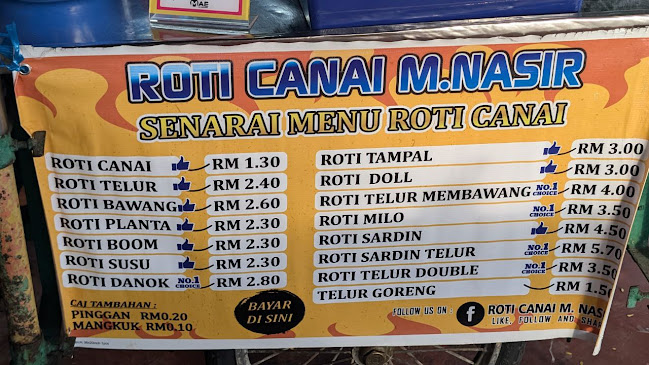 MAE
ROTI CANAI M.NASIR
SENARAI MENU ROTI CANAI
ROTI CANAI RM 1.30
ROTI TELUR RM 2.40
ROTI BAWANG RM 2.60
ROTI PLANTA RM 2.30
ROTI BOOM RM 2.30
ROTI SUSU RM 2.30
ROTI DANOK NO.1 CHOICE RM 2.80
CAJ TAMBAHAN :
PINGGAN RM0.20
MANGKUK RM0.10
BAYAR
DI SINI
ROTI TAMPAL RM 3.00
ROTI DOLL RM 3.00
ROTI TELUR MEMBAWANG NO.1 CHOICE RM 4.00
ROTI MILO RM 3.50
ROTI SARDIN RM 4.50
ROTI SARDIN TELUR NO.1 CHOICE RM 5.70
ROTI TELUR DOUBLE NO.1 CHOICE RM 3.50
TELUR GORENG RM 1.50
FOLLOW US ON : f ROTI CANAI M. NAS
LIKE, FOLLOW AND SHA